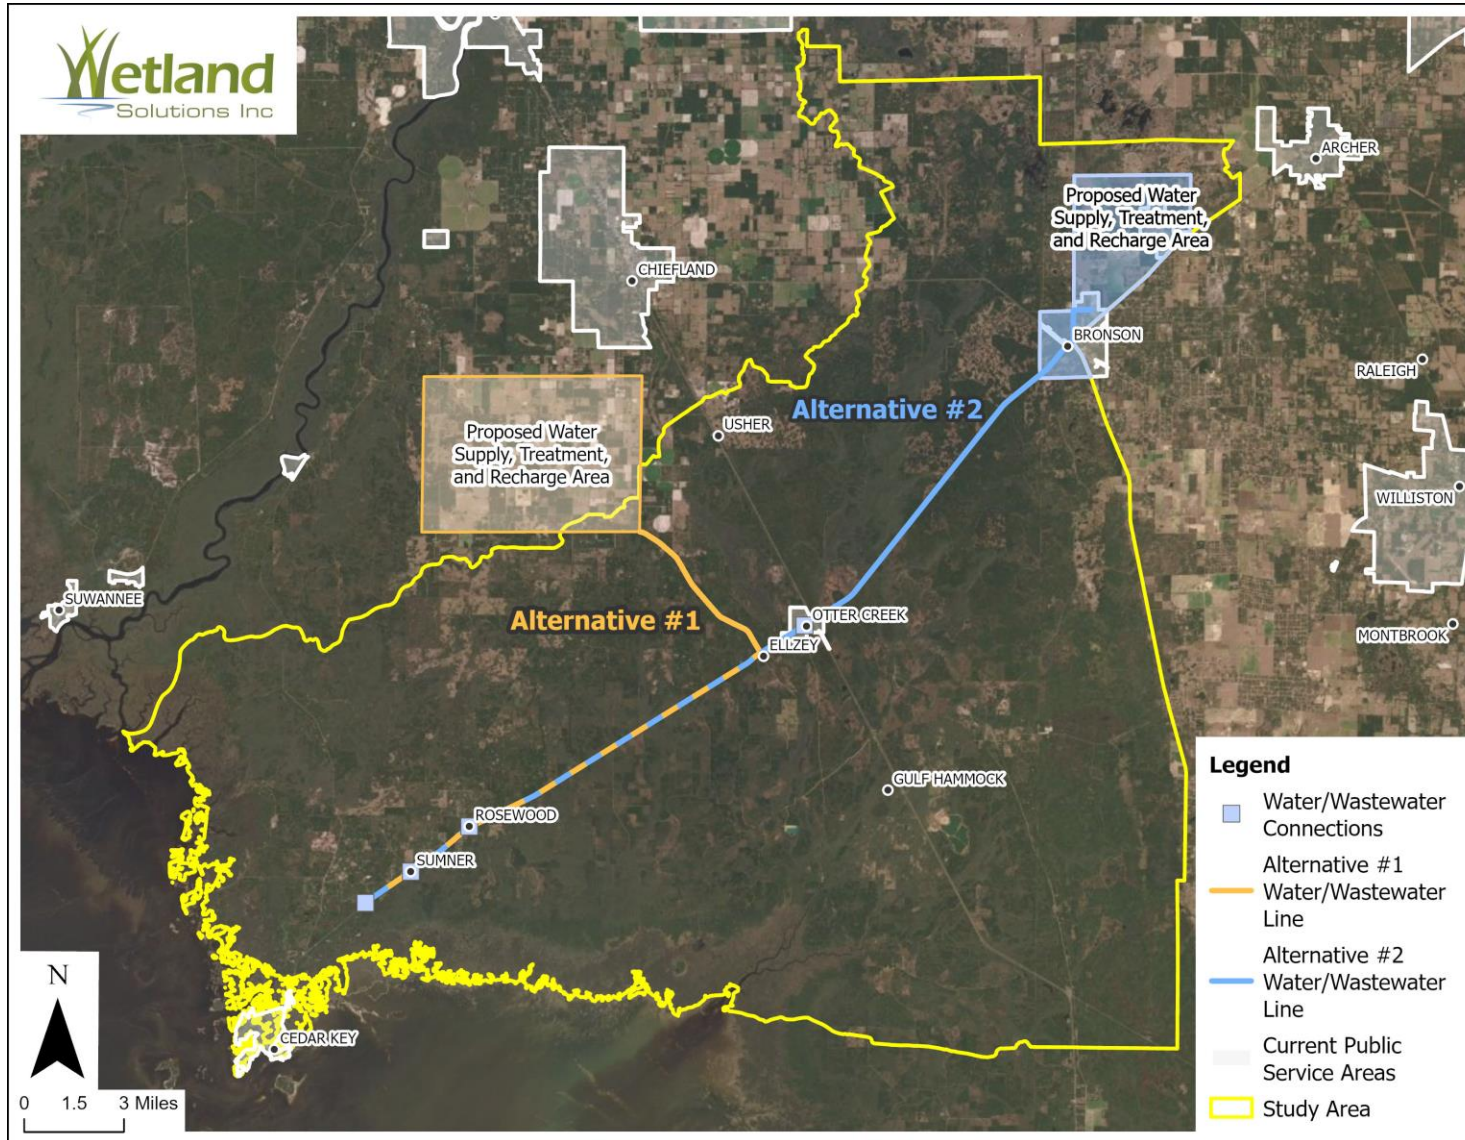 Wetland
Solutions Inc
ARCHER
Proposed Water
Supply, Treatment,
and Recharge Area
CHIEFLAND
BRONSON
RALEIGH
Alternative #2
USHER
Proposed Water
Supply, Treatment,
and Recharge Area
WILLISTON
SUWANNEE
Alternative #1
OTTER CREEK
MONTBROOK
ELLZEY
GULF HAMMOCK
ROSEWOOD
SUMNER
CEDAR KEY
N
0 1.5 3 Miles
Legend
Water/Wastewater
Connections
Alternative #1
Water/Wastewater
Line
Alternative #2
Water/Wastewater
Line
Current Public
Service Areas
Study Area